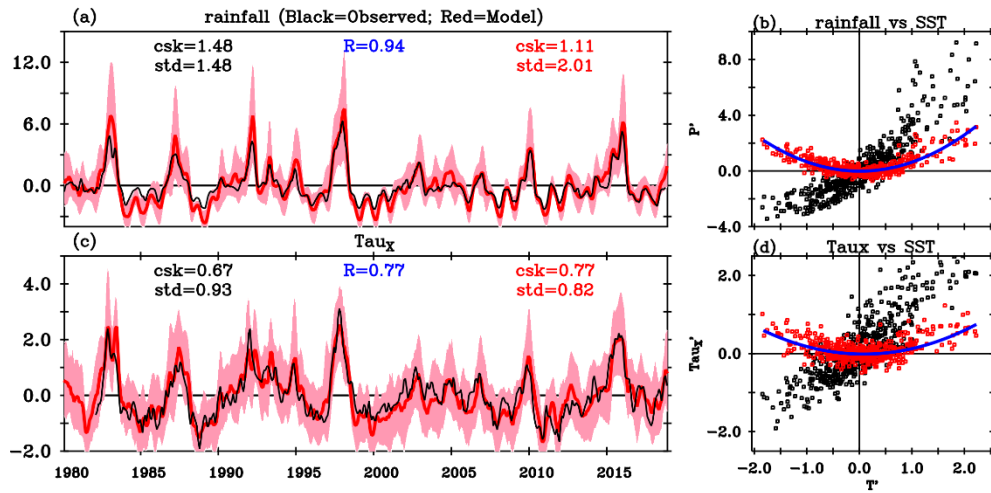 (a) rainfall (Black=Observed; Red=Model)
csk=1.48 R=0.94 csk=1.11
std=1.48 std=2.01
12.0
6.0
0.0
(b) rainfall vs SST
8.0
4.0
0.0
-4.0
P'
(c) Taux
csk=0.67 R=0.77 csk=0.77
std=0.93 std=0.82
4.0
2.0
0.0
-2.0
1980 1985 1990 1995 2000 2005 2010 2015
(d) Taux vs SST
2.0
0.0
-2.0
Taux'
-2.0 -1.0 0.0 1.0 2.0
T'